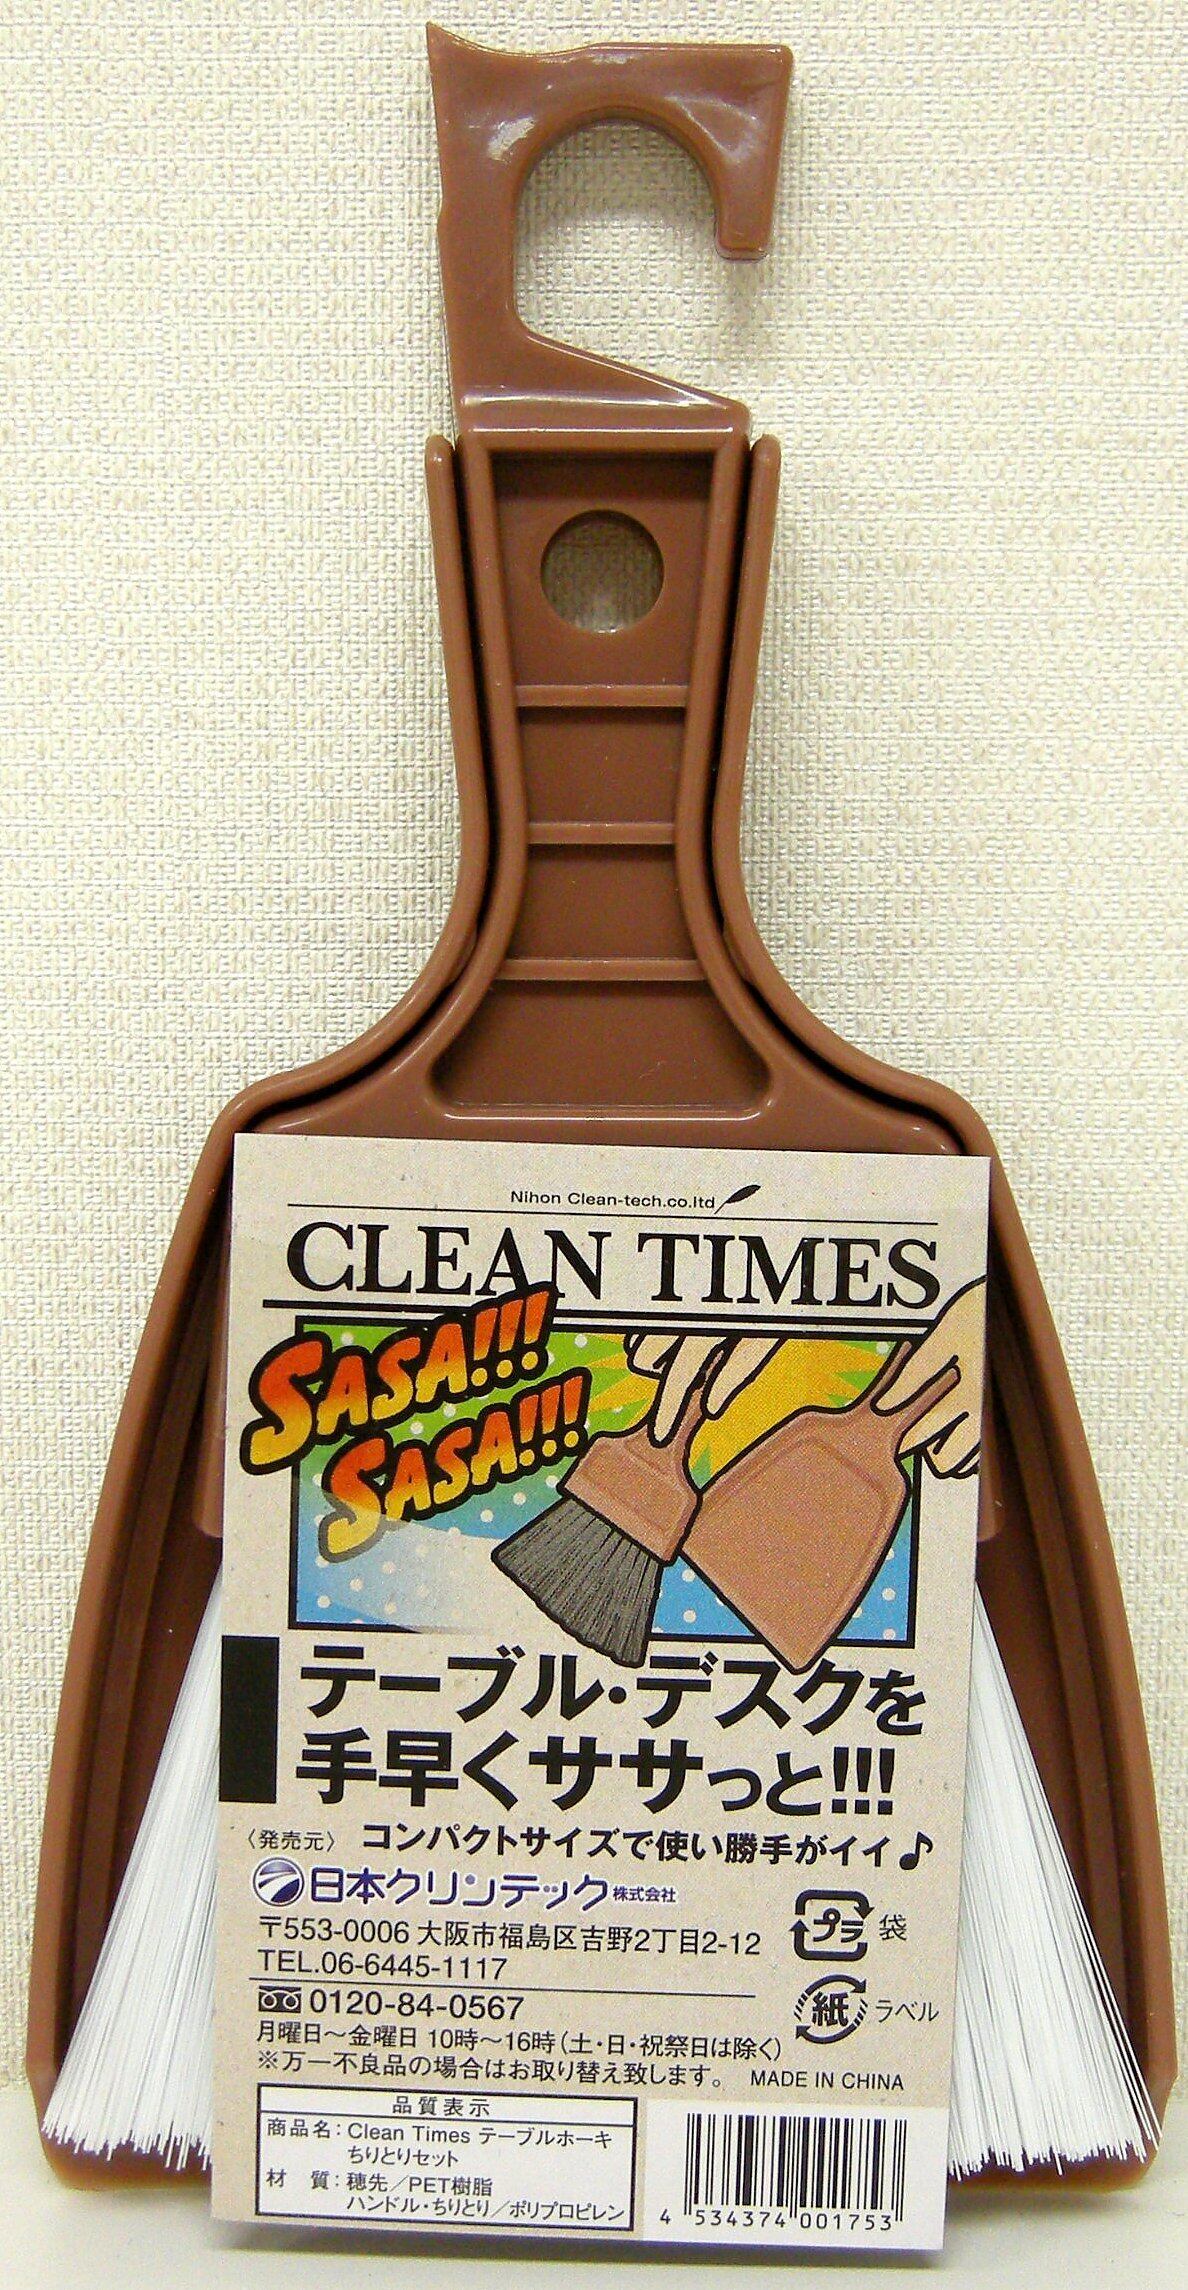 Nihon Clean-tech.co.ltd
CLEAN TIMES
SASA!!!
SASA!!!
テーブル・デスクを
手早くササっと!!!
〈発売元〉 コンパクトサイズで使い勝手がイイ♪
日本クリンテック株式会社
〒553-0006 大阪市福島区吉野2丁目2-12
TEL.06-6445-1117
0120-84-0567
月曜日〜金曜日 10時〜16時(土・日・祝祭日は除く)
※万一不良品の場合はお取り替え致します。 MADE IN CHINA
プラ 袋
紙 ラベル
品質表示
商品名：Clean Times テーブルホーキ
ちりとりセット
材　質：穂先／PET樹脂
ハンドル・ちりとり／ポリプロピレン
4 534374 001753